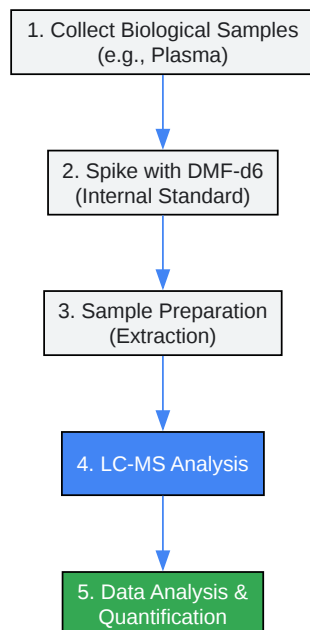 1. Collect Biological Samples
(e.g., Plasma)
2. Spike with DMF-d6
(Internal Standard)
3. Sample Preparation
(Extraction)
4. LC-MS Analysis
5. Data Analysis &
Quantification